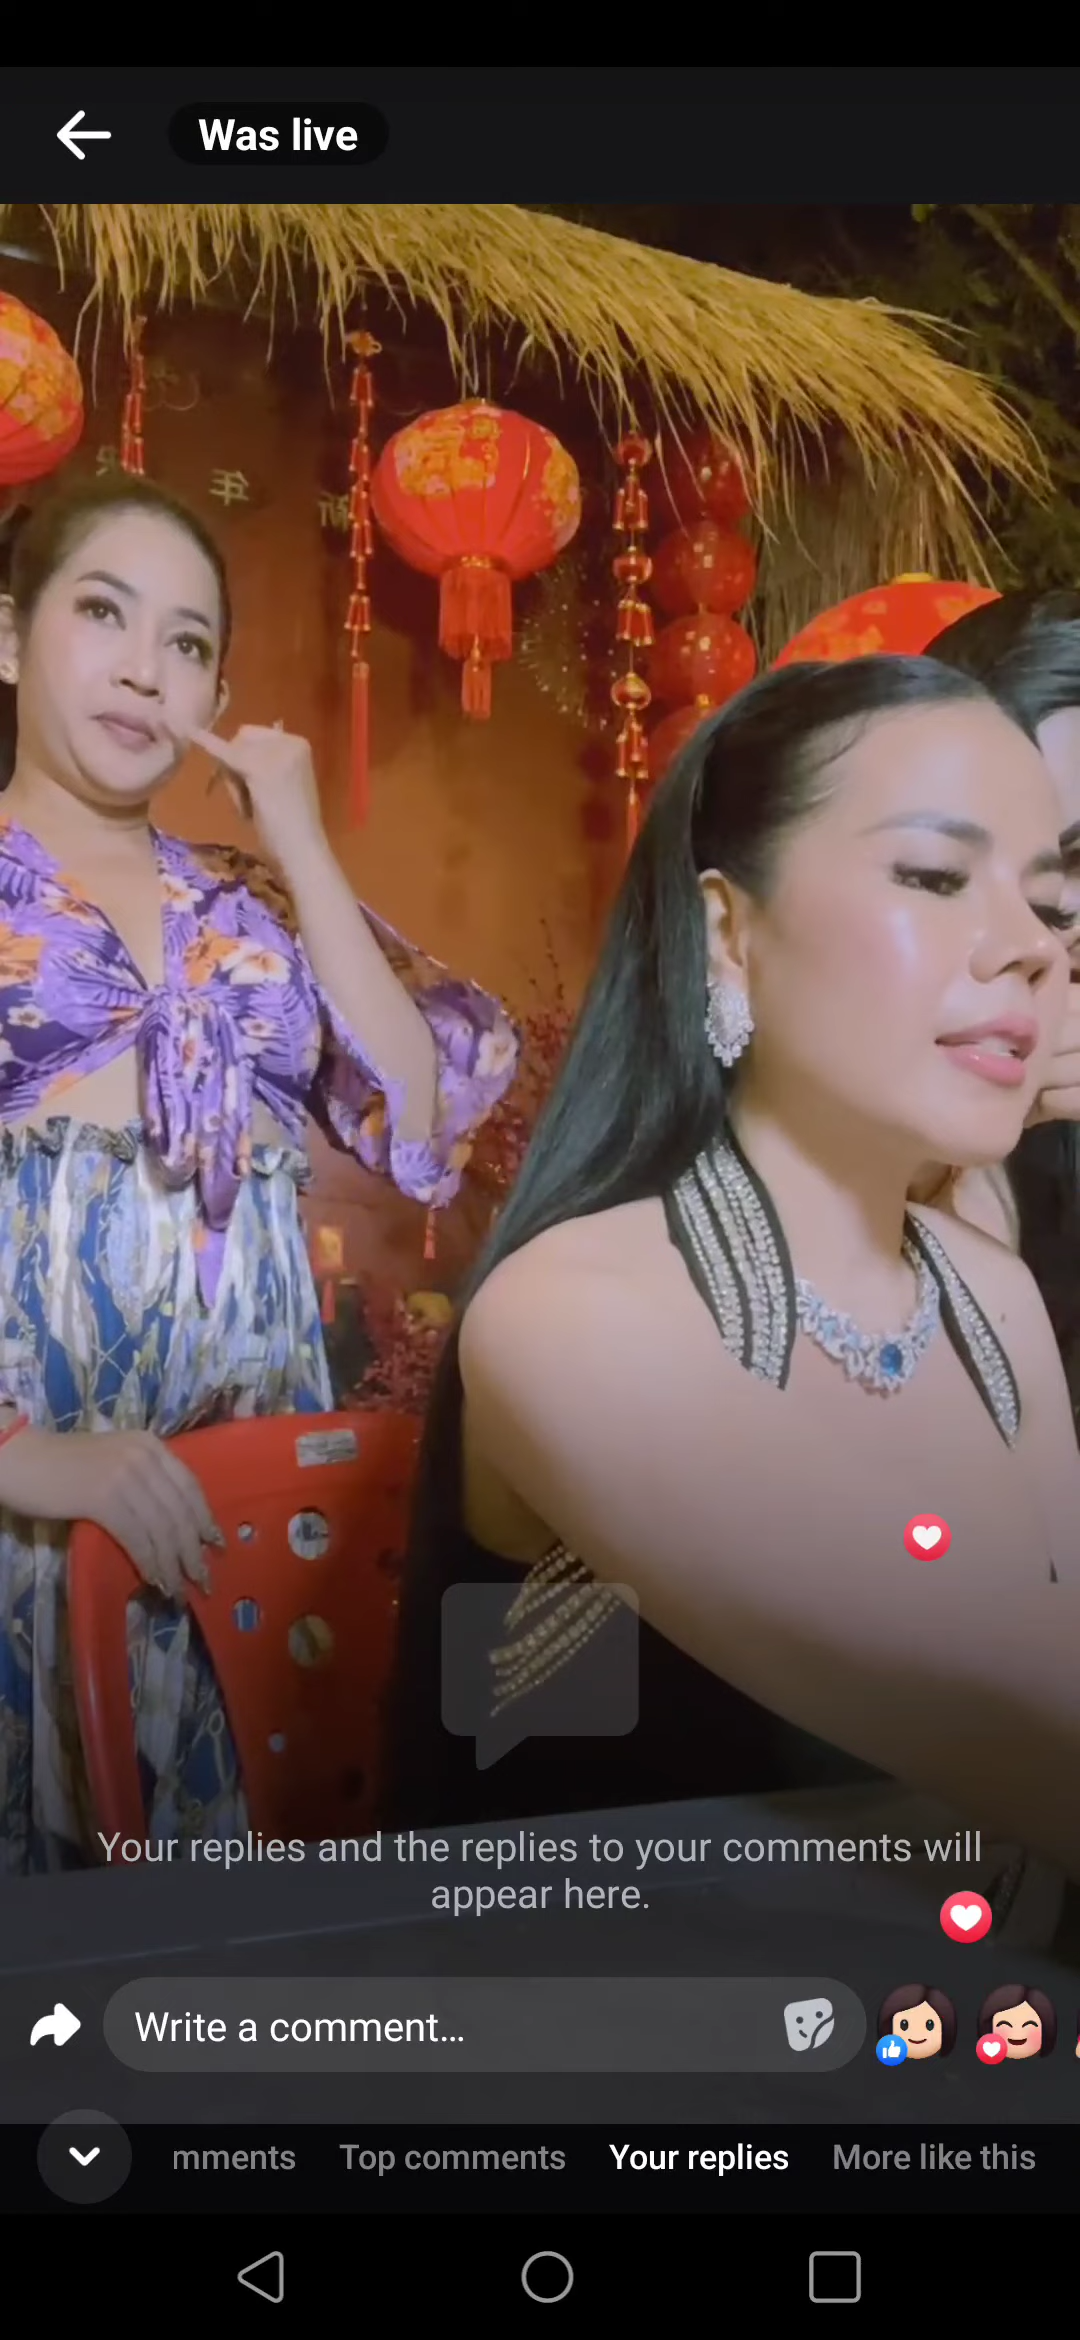 Was live
Your replies and the replies to your comments will
appear here.
Write a comment...
mments
Top comments
Your replies
More like this